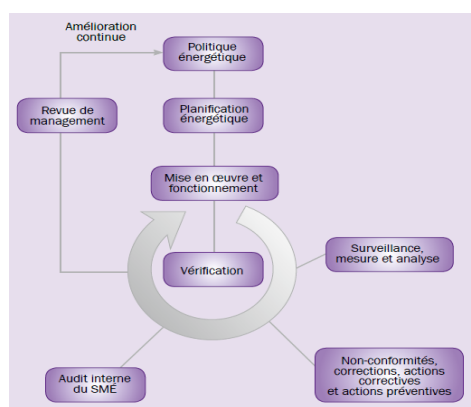 Amélioration
continue
Politique
énergétique
Revue de
management
Planification
énergétique
Mise en œuvre et
fonctionnement
Vérification
Surveillance,
mesure et analyse
Audit interne
du SMÉ
Non-conformités,
corrections, actions
correctives
et actions préventives